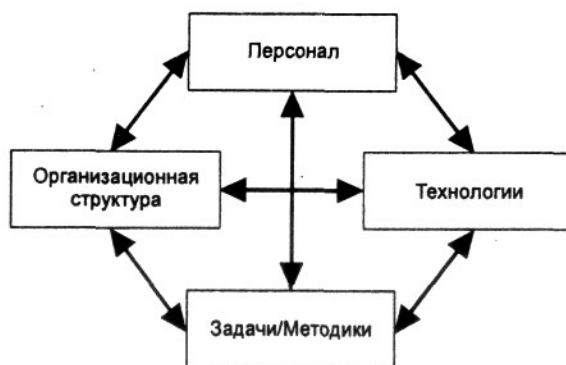 Персонал
Организационная
структура
Технологии
Задачи/Методики